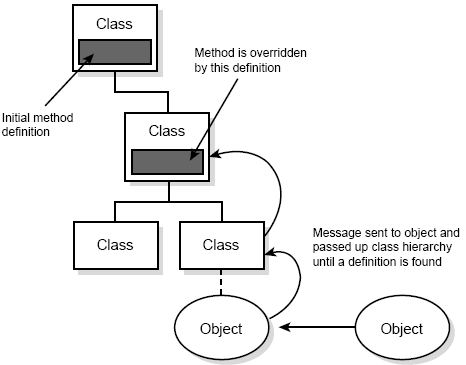 Class
Method is overridden
by this definition
Initial method
definition
Class
Class
Class
Message sent to object and
passed up class hierarchy
until a definition is found
Object
Object